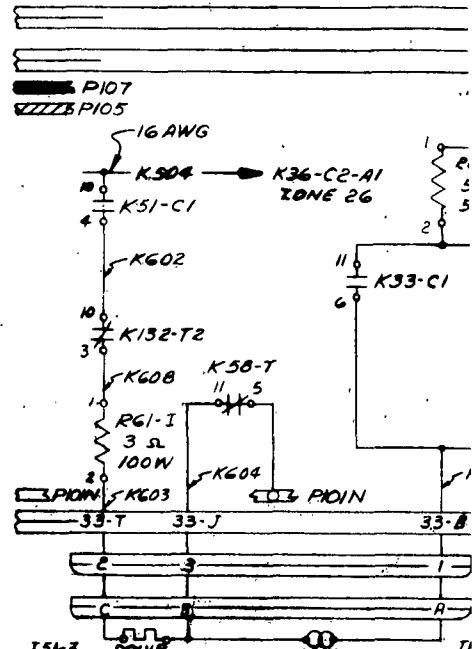 P107
P105
16 AWG
K504
K36-C2-A1
ZONE 26
10
K51-C1
4
1
2
K602
11
K33-C1
6
10
K132-T2
3
K608
K58-T
11 5
1
R61-I
3 Ω
100W
2
K604
P101N
K603
P101N
33-T 33-J 33-B
2 3 1
C B A